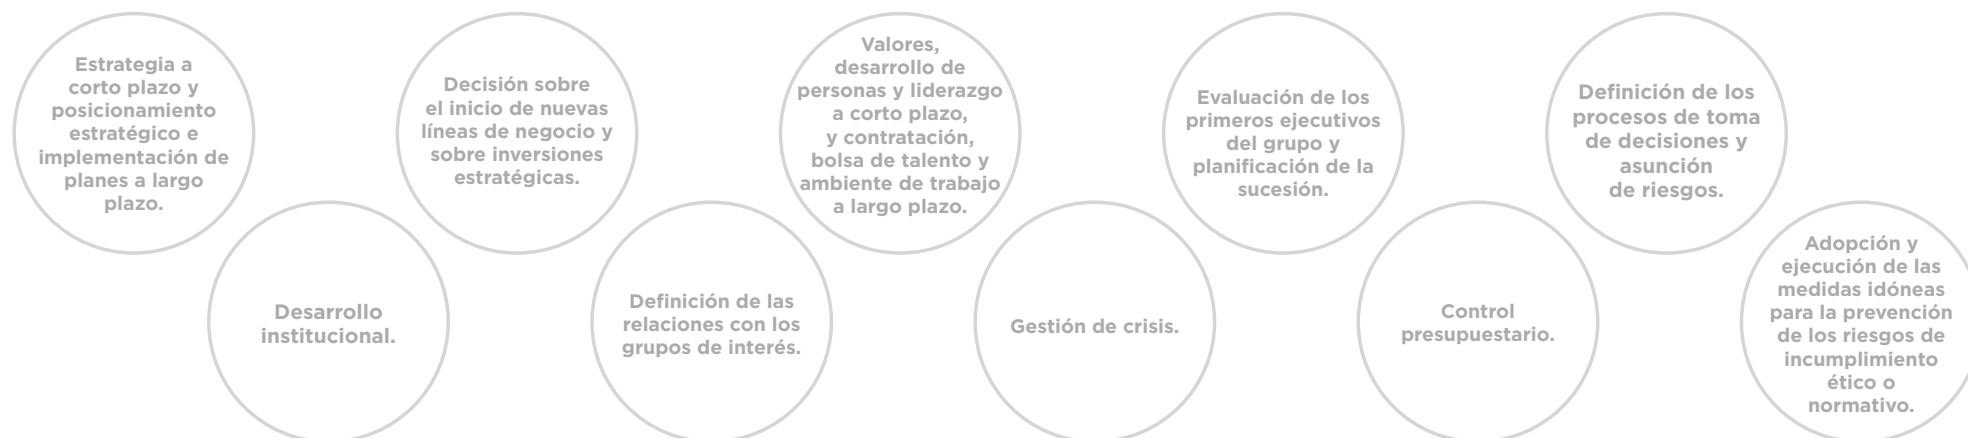 Estrategia a
corto plazo y
posicionamiento
estratégico e
implementación de
planes a largo
plazo.
Desarrollo
institucional.
Decisión sobre
el inicio de nuevas
líneas de negocio y
sobre inversiones
estratégicas.
Definición de las
relaciones con los
grupos de interés.
Valores,
desarrollo de
personas y liderazgo
a corto plazo,
y contratación,
bolsa de talento y
ambiente de trabajo
a largo plazo.
Gestión de crisis.
Evaluación de los
primeros ejecutivos
del grupo y
planificación de la
sucesión.
Control
presupuestario.
Definición de los
procesos de toma
de decisiones y
asunción
de riesgos.
Adopción y
ejecución de las
medidas idóneas
para la prevención
de los riesgos de
incumplimiento
ético o
normativo.